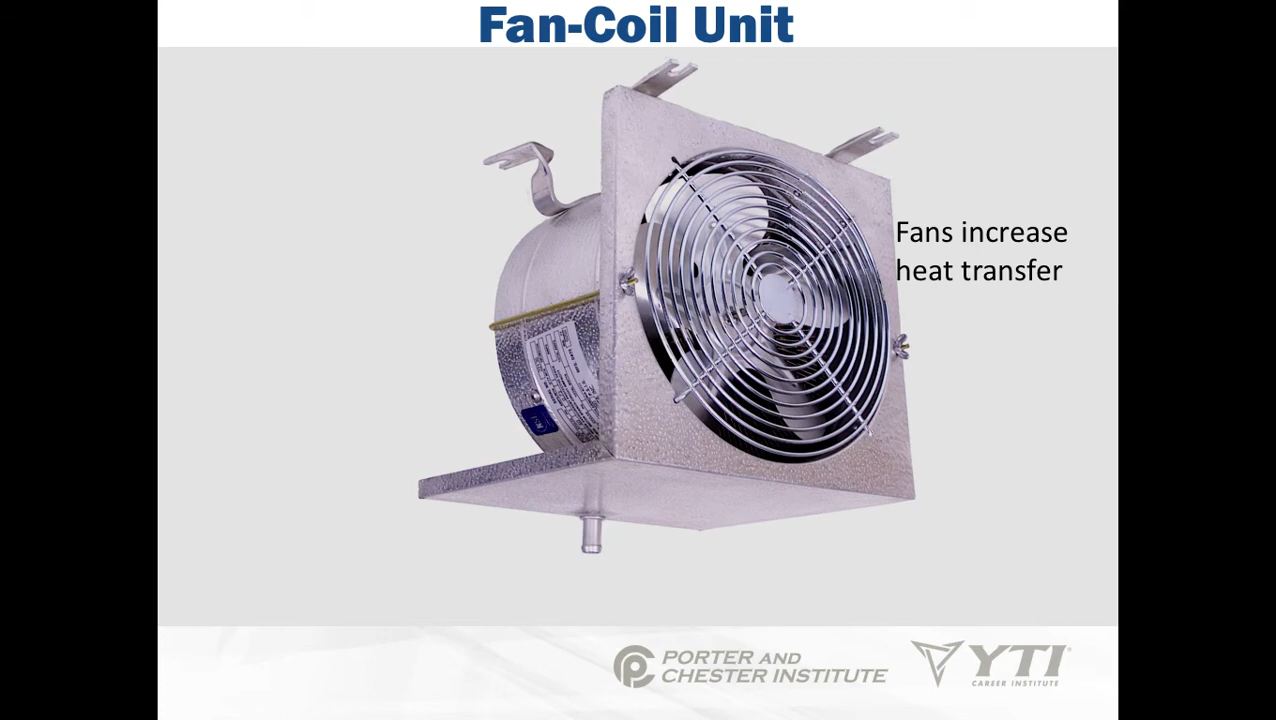 Fan-Coil Unit
Fans increase
heat transfer
PORTER AND
CHESTER INSTITUTE
YTI
CAREER INSTITUTE